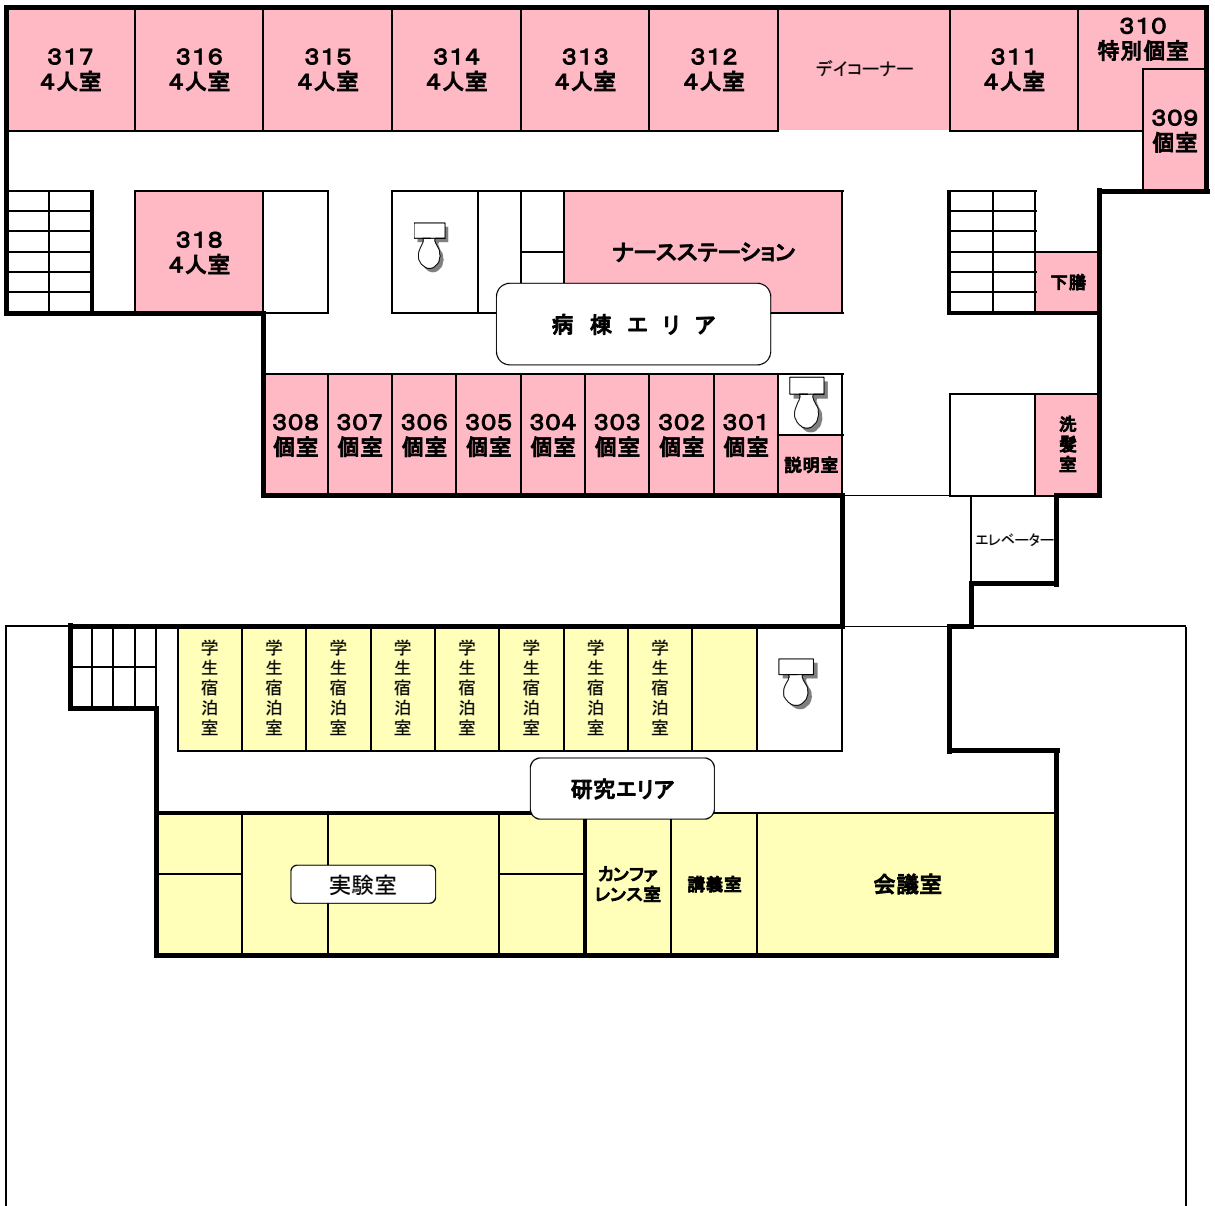 317
4人室
316
4人室
315
4人室
314
4人室
313
4人室
312
4人室
デイコーナー
311
4人室
310
特別個室
309
個室
318
4人室
ナースステーション
下膳
病棟エリア
308
個室
307
個室
306
個室
305
個室
304
個室
303
個室
302
個室
301
個室
説明室
洗髪室
エレベーター
学生宿泊室
学生宿泊室
学生宿泊室
学生宿泊室
学生宿泊室
学生宿泊室
学生宿泊室
学生宿泊室
研究エリア
実験室
カンファ
レンス室
講義室
会議室